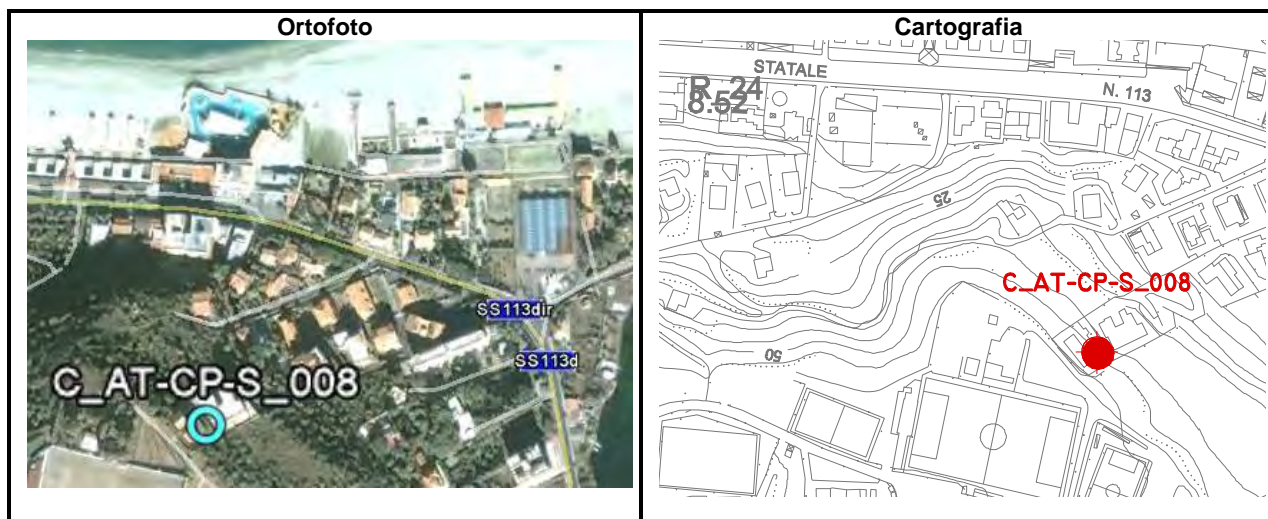 Ortofoto
SS113dir
SS113d
C_AT-CP-S_008
Cartografia
STATALE
N. 113
R 24
8.52
25
C_AT-CP-S_008
50